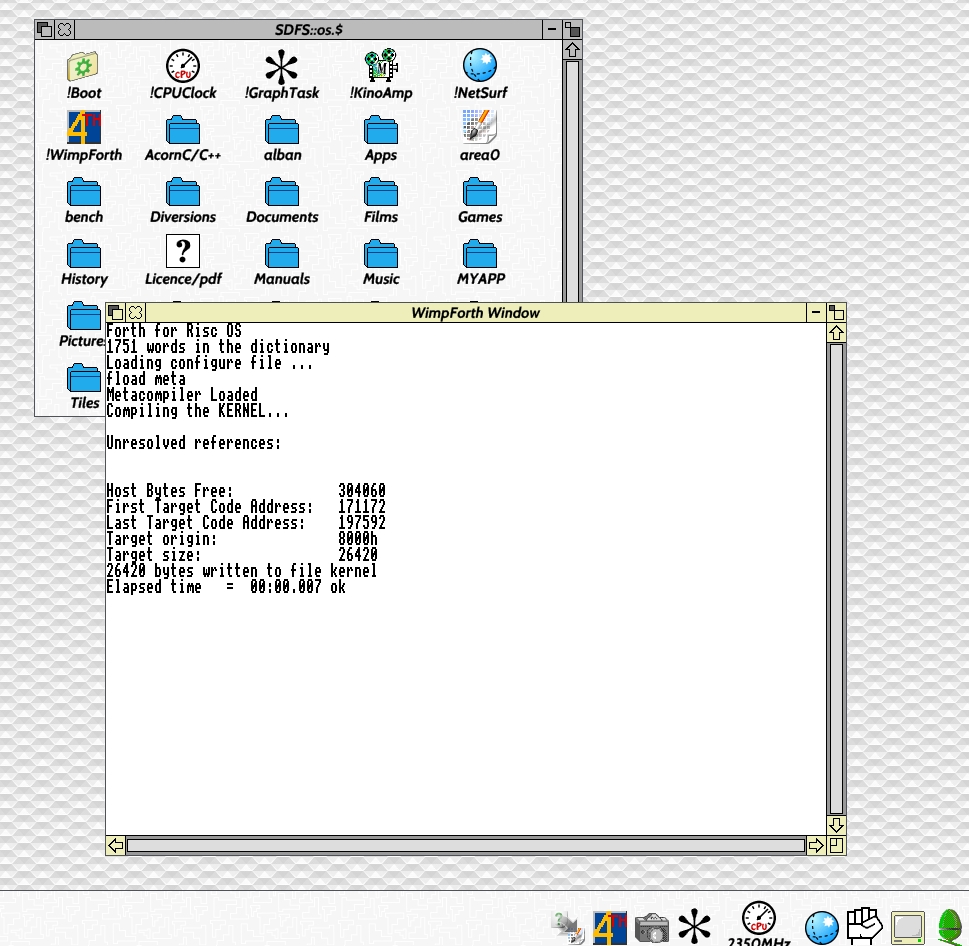 SDFS::os.$
!Boot !CPUClock !GraphTask !KinoAmp !NetSurf
!WimpForth AcornC/C++ alban Apps area0
bench Diversions Documents Films Games
History Licence/pdf Manuals Music MYAPP
Pictures
Tiles
WimpForth Window
Forth for Risc OS
1751 words in the dictionary
Loading configure file ...
fload meta
Metacompiler Loaded
Compiling the KERNEL...
Unresolved references:
Host Bytes Free: 304060
First Target Code Address: 171172
Last Target Code Address: 197592
Target origin: 8000h
Target size: 26420
26420 bytes written to file kernel
Elapsed time = 00:00.007 ok
2350MHz